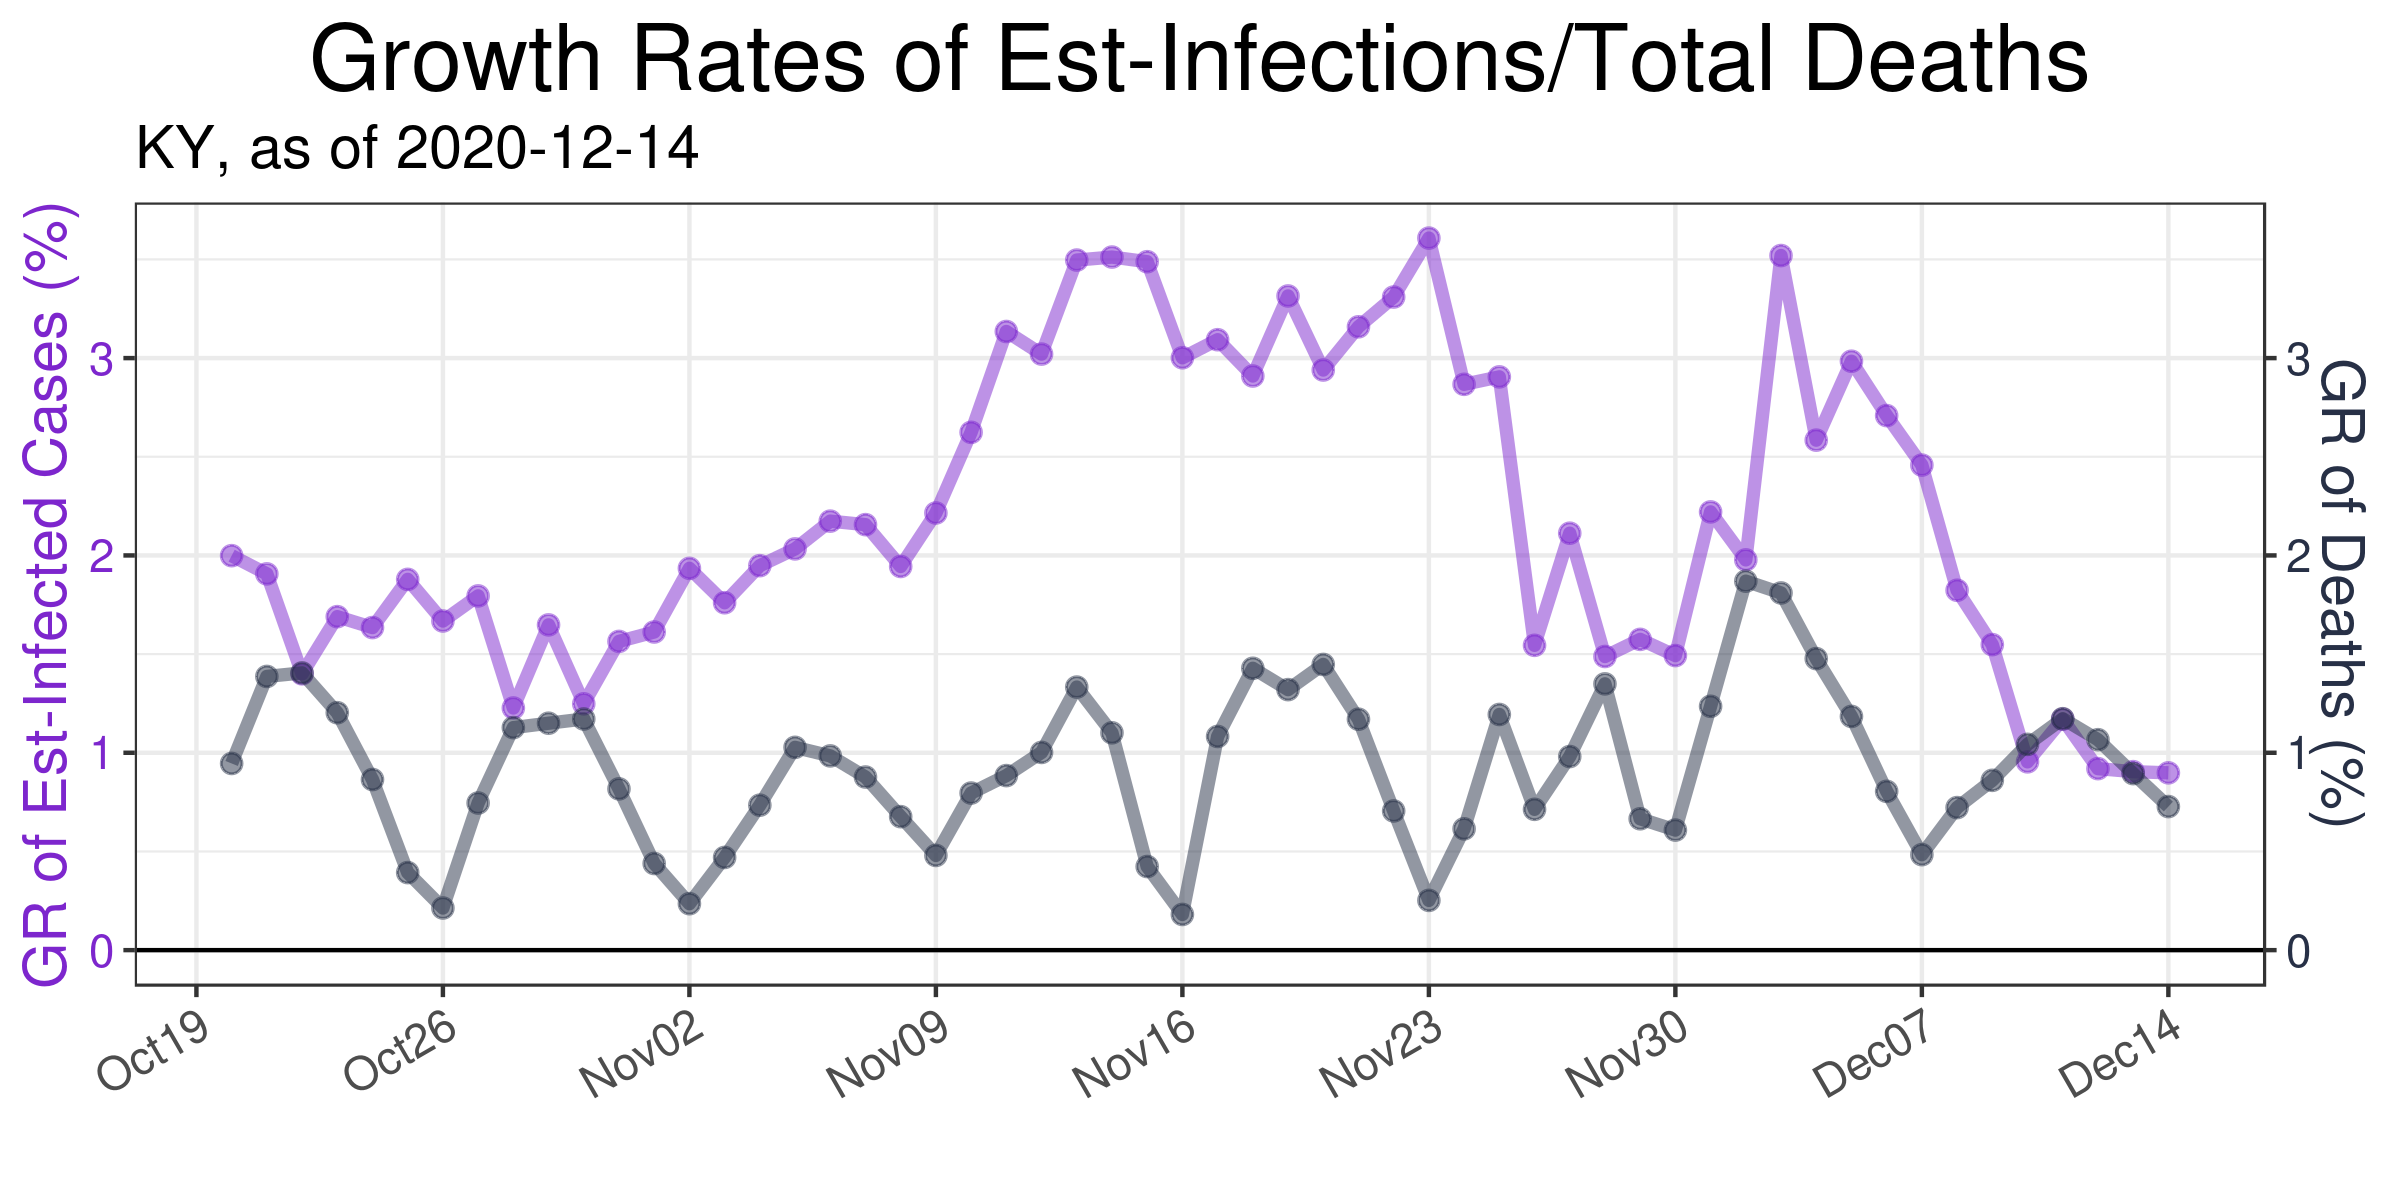 Growth Rates of Est-Infections/Total Deaths
KY, as of 2020-12-14
GR of Est-Infected Cases (%)
3
2
1
0
3
2
1
0
GR of Deaths (%)
Oct19
Oct26
Nov02
Nov09
Nov16
Nov23
Nov30
Dec07
Dec14